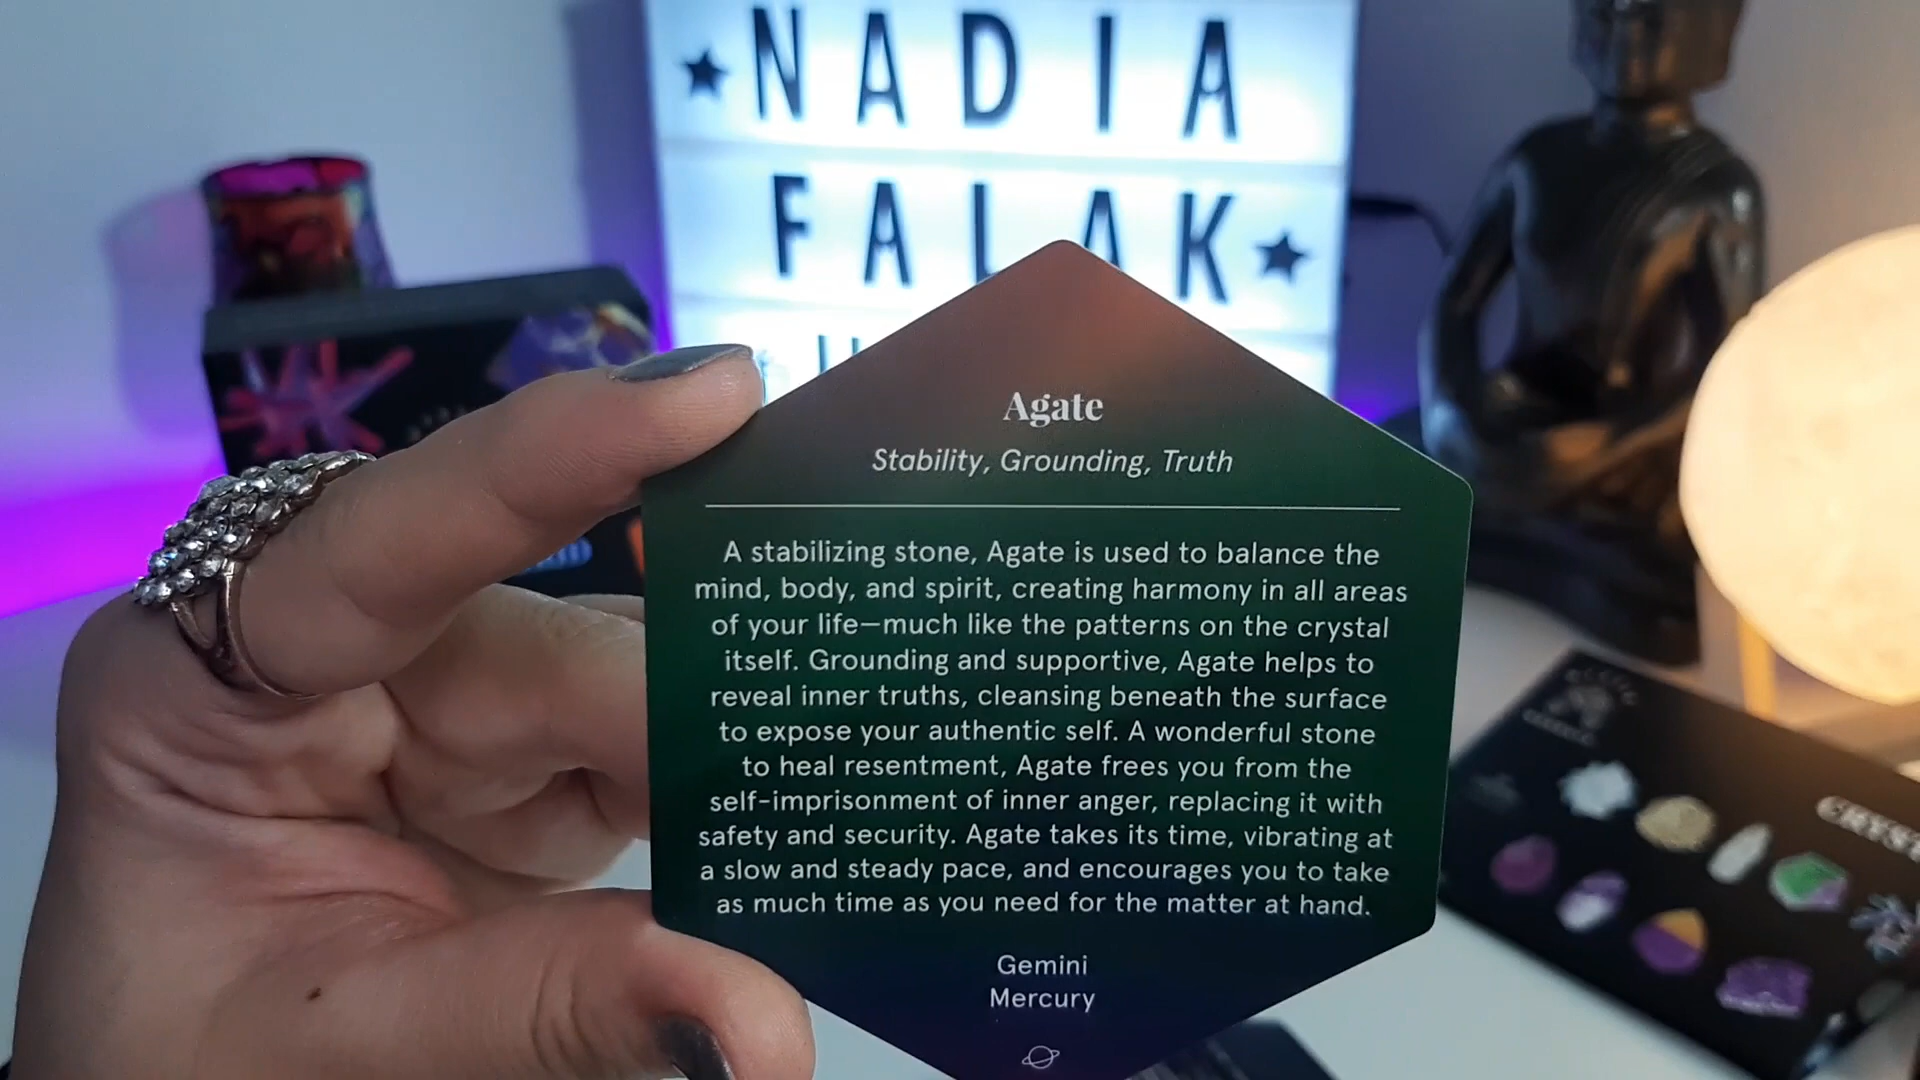 NADIA
FALAK
Agate
Stability, Grounding, Truth
A stabilizing stone, Agate is used to balance the
mind, body, and spirit, creating harmony in all areas
of your life—much like the patterns on the crystal
itself. Grounding and supportive, Agate helps to
reveal inner truths, cleansing beneath the surface
to expose your authentic self. A wonderful stone
to heal resentment, Agate frees you from the
self-imprisonment of inner anger, replacing it with
safety and security. Agate takes its time, vibrating at
a slow and steady pace, and encourages you to take
as much time as you need for the matter at hand.
Gemini
Mercury